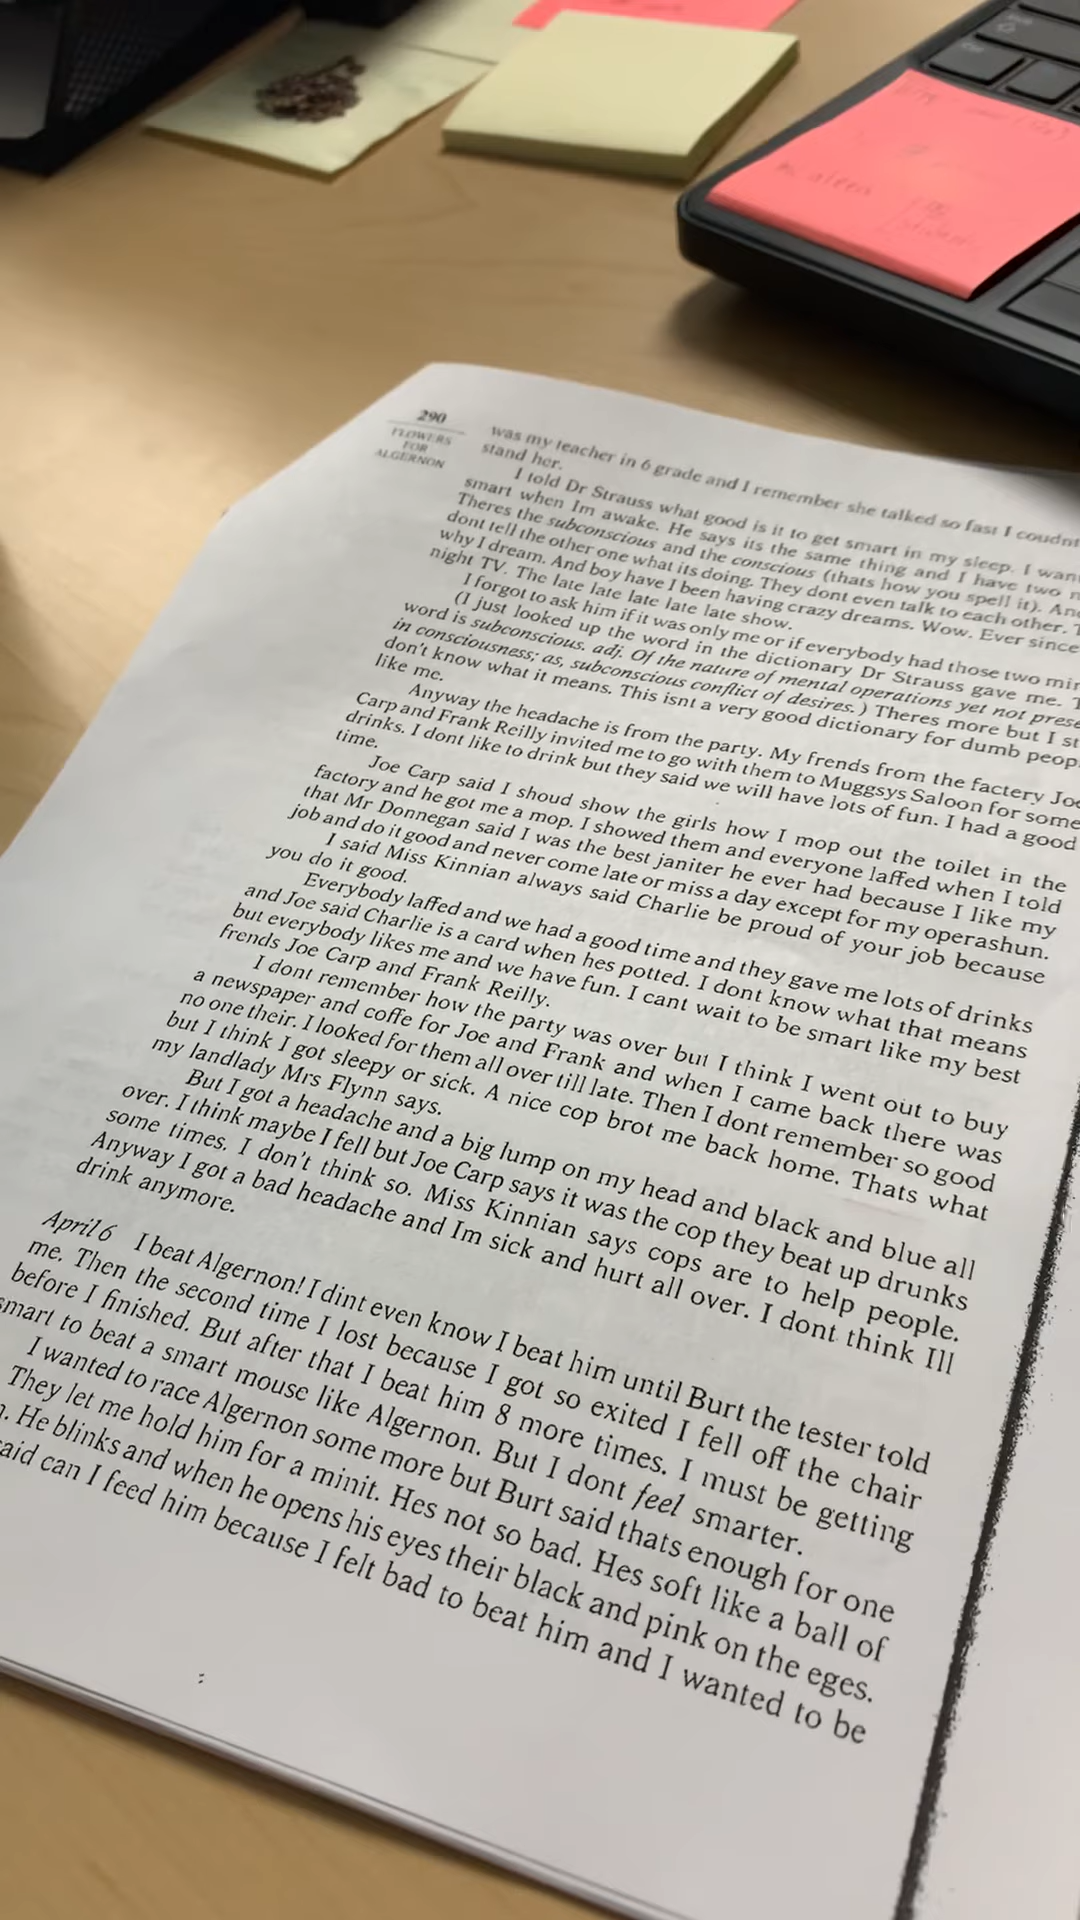 290
FLOWERS
FOR
ALGERNON
was my teacher in 6 grade and I remember she talked so fast I coudnt
stand her.
I told Dr Strauss what good is it to get smart in my sleep. I want
smart when Im awake. He says its the same thing and I have two
Theres the subconscious and the conscious (thats how you spell it). And
dont tell the other one what its doing. They dont even talk to each other.
why I dream. And boy have I been having crazy dreams. Wow. Ever since
night TV. The late late late late late show.
I forgot to ask him if it was only me or if everybody had those two
(I just looked up the word in the dictionary Dr Strauss gave me.
word is subconscious. adj. Of the nature of mental operations yet not
in consciousness; as, subconscious conflict of desires.) Theres more but I
don't know what it means. This isnt a very good dictionary for dumb
like me.
Anyway the headache is from the party. My frends from the factery Joe
Carp and Frank Reilly invited me to go with them to Muggsys Saloon for some
drinks. I dont like to drink but they said we will have lots of fun. I had a good
time.
Joe Carp said I shoud show the girls how I mop out the toilet in the
factory and he got me a mop. I showed them and everyone laffed when I told
that Mr Donnegan said I was the best janiter he ever had because I like my
job and do it good and never come late or miss a day except for my operashun.
I said Miss Kinnian always said Charlie be proud of your job because
you do it good.
Everybody laffed and we had a good time and they gave me lots of drinks
and Joe said Charlie is a card when hes potted. I dont know what that means
but everybody likes me and we have fun. I cant wait to be smart like my best
frends Joe Carp and Frank Reilly.
I dont remember how the party was over but I think I went out to buy
a newspaper and coffe for Joe and Frank and when I came back there was
no one their. I looked for them all over till late. Then I dont remember so good
but I think I got sleepy or sick. A nice cop brot me back home. Thats what
my landlady Mrs Flynn says.
But I got a headache and a big lump on my head and black and blue all
over. I think maybe I fell but Joe Carp says it was the cop they beat up drunks
some times. I don't think so. Miss Kinnian says cops are to help people.
Anyway I got a bad headache and Im sick and hurt all over. I dont think Ill
drink anymore.
April 6 I beat Algernon! I dint even know I beat him until Burt the tester told
me. Then the second time I lost because I got so exited I fell off the chair
before I finished. But after that I beat him 8 more times. I must be getting
smart to beat a smart mouse like Algernon. But I dont feel smarter.
I wanted to race Algernon some more but Burt said thats enough for one
They let me hold him for a minit. Hes not so bad. Hes soft like a ball of
He blinks and when he opens his eyes their black and pink on the eges.
said can I feed him because I felt bad to beat him and I wanted to be